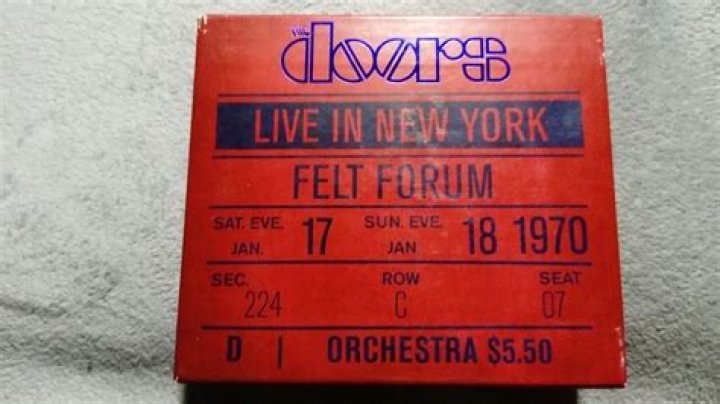 the doors
LIVE IN NEW YORK
FELT FORUM
SAT. EVE. JAN. 17 SUN. EVE. JAN. 18 1970
SEC. ROW SEAT
224 C 07
D | ORCHESTRA $5.50